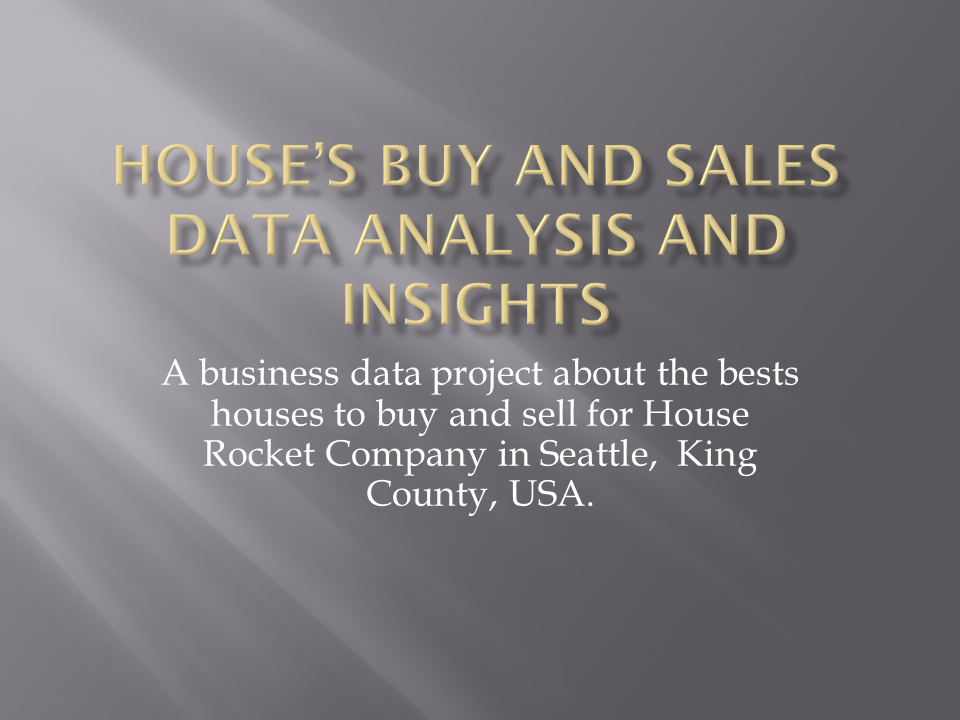 HOUSE’S BUY AND SALES
DATA ANALYSIS AND
INSIGHTS
A business data project about the bests
houses to buy and sell for House
Rocket Company in Seattle,  King
County, USA.